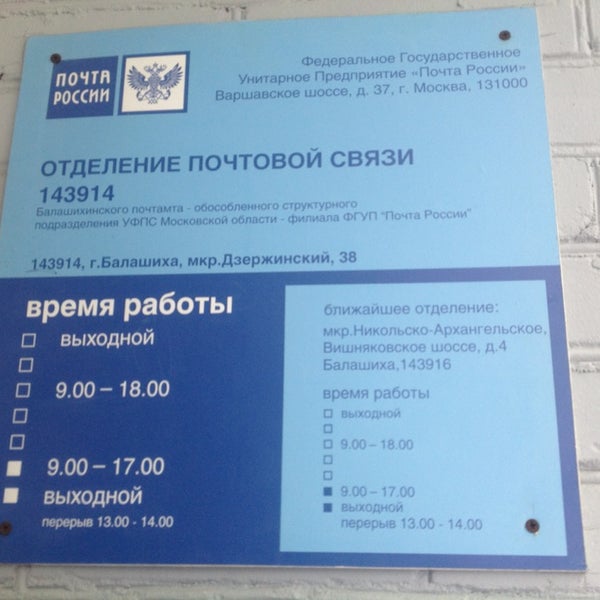 ПОЧТА
РОССИИ
Федеральное Государственное
Унитарное Предприятие «Почта России»
Варшавское шоссе, д. 37, г. Москва, 131000
ОТДЕЛЕНИЕ ПОЧТОВОЙ СВЯЗИ
143914
Балашихинского почтамта - обособленного структурного
подразделения УФПС Московской области - филиала ФГУП "Почта России"
143914, г.Балашиха, мкр.Дзержинский, 38
время работы
выходной
9.00 – 18.00
9.00 – 17.00
выходной
перерыв 13.00 - 14.00
ближайшее отделение:
мкр.Никольско-Архангельское,
Вишняковское шоссе, д.4
Балашиха,143916
время работы
выходной
9.00 – 18.00
9.00 – 17.00
выходной
перерыв 13.00 - 14.00